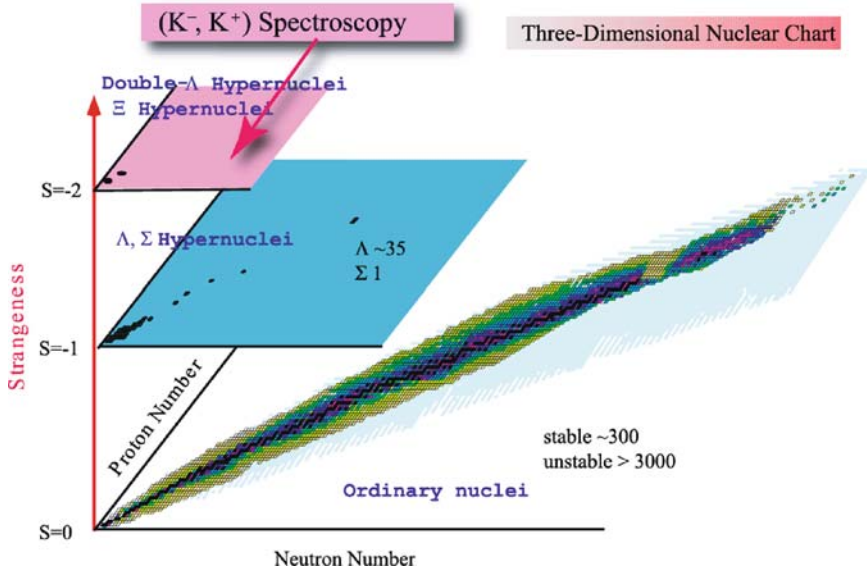 (K⁻, K⁺) Spectroscopy
Three-Dimensional Nuclear Chart
Double-Λ Hypernuclei
Ξ Hypernuclei
S=-2
Λ, Σ Hypernuclei
Λ ~35
Σ 1
S=-1
Strangeness
Proton Number
stable ~300
unstable > 3000
Ordinary nuclei
S=0
Neutron Number